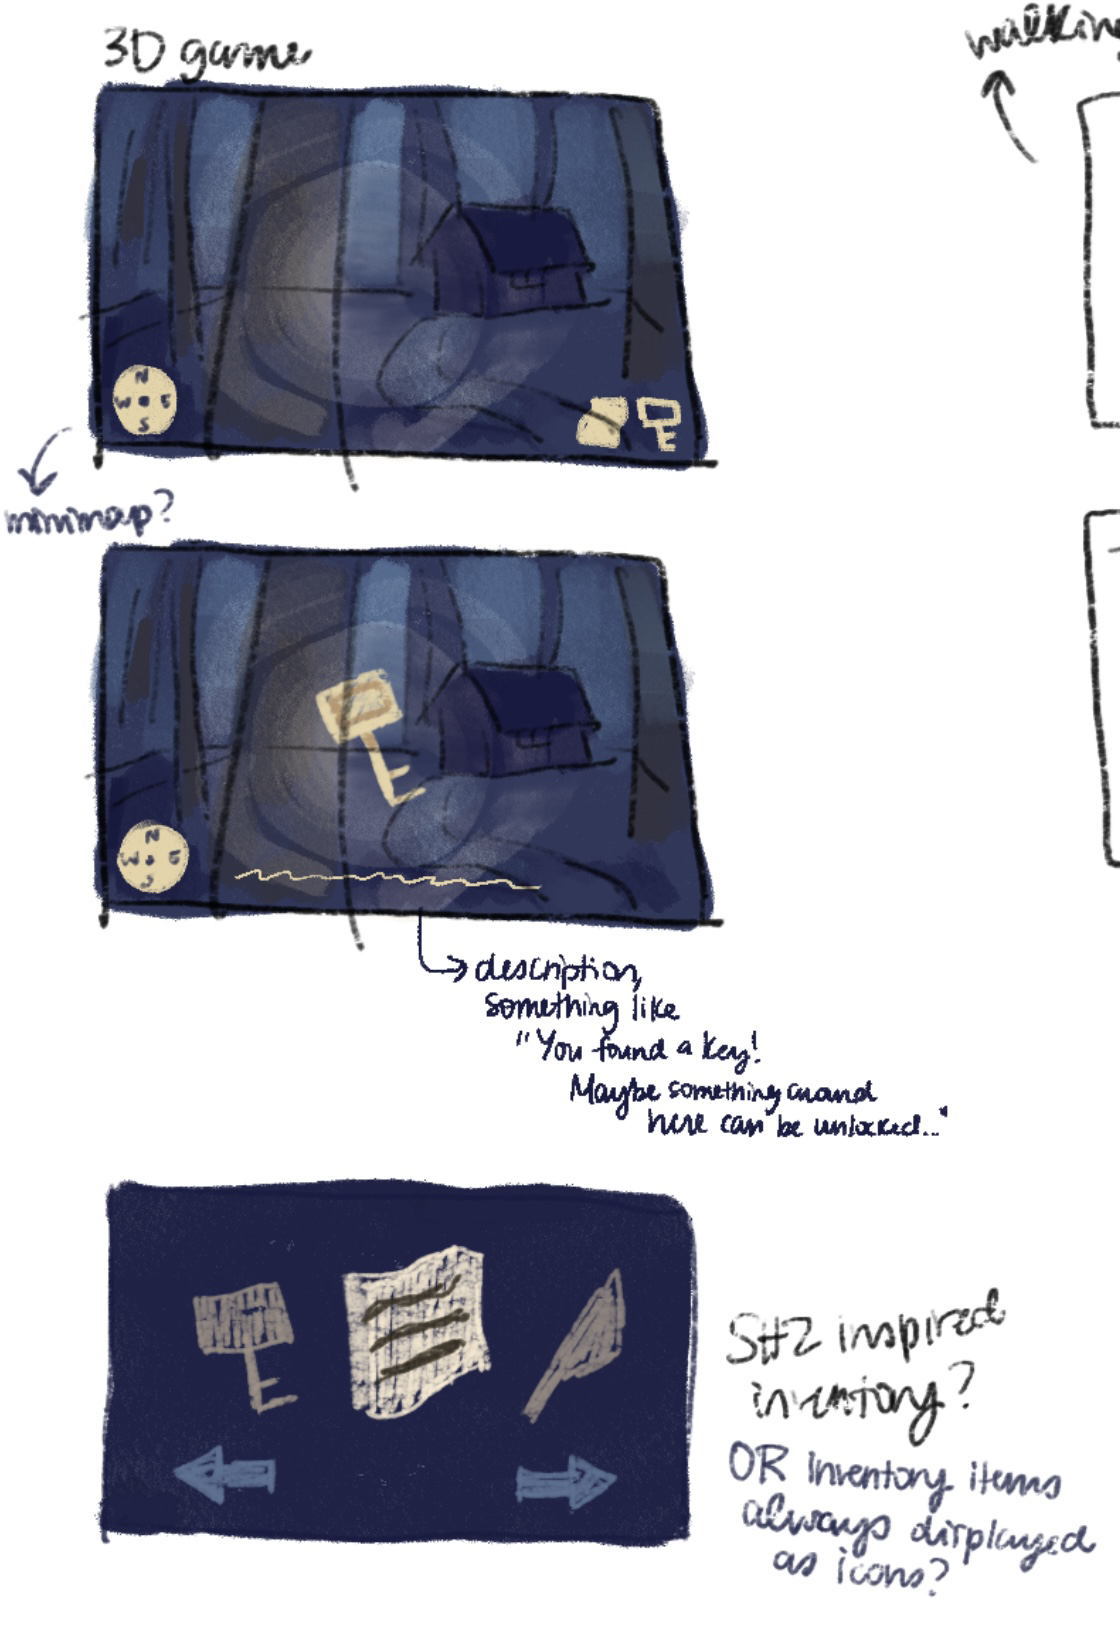 3D game
walking
N
W E
S
minimap?
N
W E
S
description,
something like
"You found a key!
Maybe something around
here can be unlocked..."
SH2 inspired
inventory?
OR inventory items
always displayed
as icons?